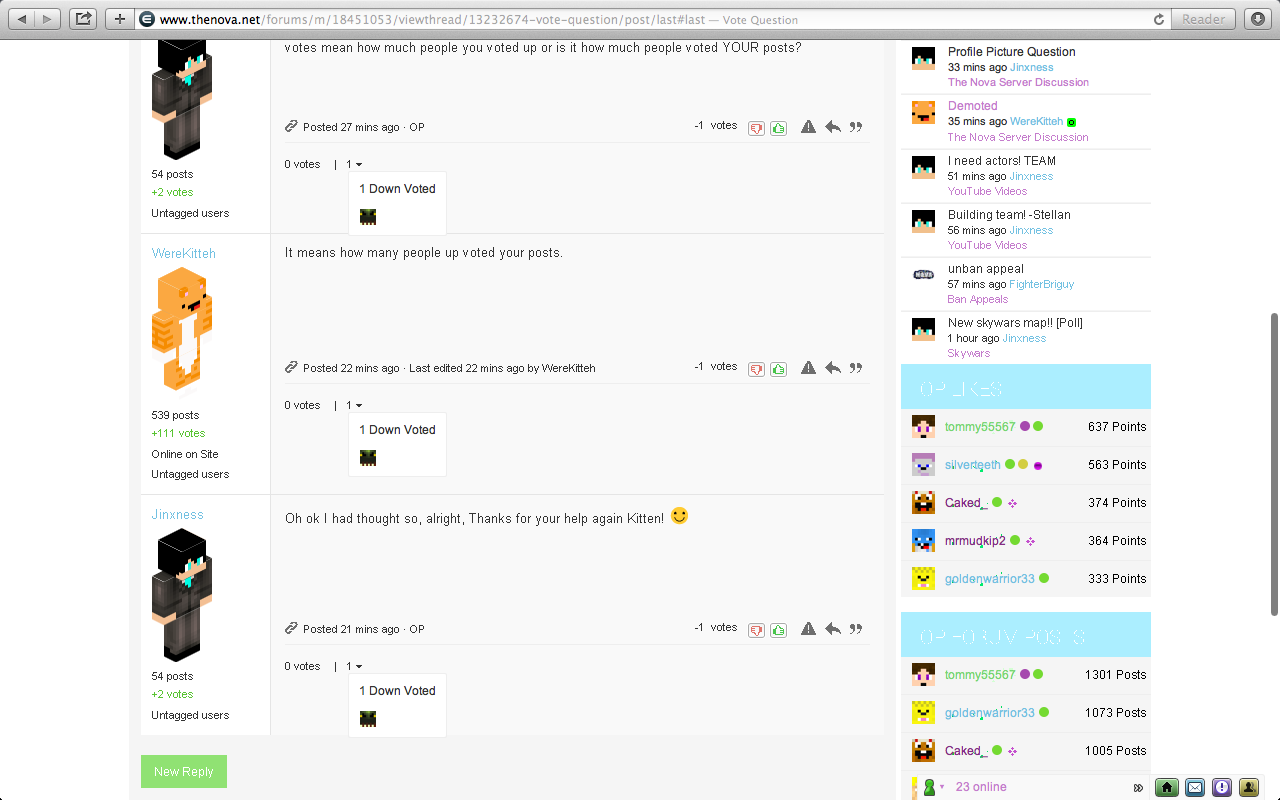 www.thenova.net/forums/m/18451053/viewthread/13232674-vote-question/post/last#last — Vote Question
Reader
votes mean how much people you voted up or is it how much people voted YOUR posts?
Posted 27 mins ago · OP
-1 votes
54 posts
+2 votes
Untagged users
0 votes | 1
1 Down Voted
WereKitteh
It means how many people up voted your posts.
Posted 22 mins ago · Last edited 22 mins ago by WereKitteh
-1 votes
539 posts
+111 votes
Online on Site
Untagged users
0 votes | 1
1 Down Voted
Jinxness
Oh ok I had thought so, alright, Thanks for your help again Kitten!
Posted 21 mins ago · OP
-1 votes
54 posts
+2 votes
Untagged users
0 votes | 1
1 Down Voted
New Reply
Profile Picture Question
33 mins ago Jinxness
The Nova Server Discussion
Demoted
35 mins ago WereKitteh
The Nova Server Discussion
I need actors! TEAM
51 mins ago Jinxness
YouTube Videos
Building team! -Stellan
56 mins ago Jinxness
YouTube Videos
unban appeal
57 mins ago FighterBriguy
Ban Appeals
New skywars map!! [Poll]
1 hour ago Jinxness
Skywars
OP LIKES
tommy55567 637 Points
silverteeth 563 Points
Caked_ 374 Points
mrmudkip2 364 Points
goldenwarrior33 333 Points
OP FORUM POSTS
tommy55567 1301 Posts
goldenwarrior33 1073 Posts
Caked_ 1005 Posts
23 online